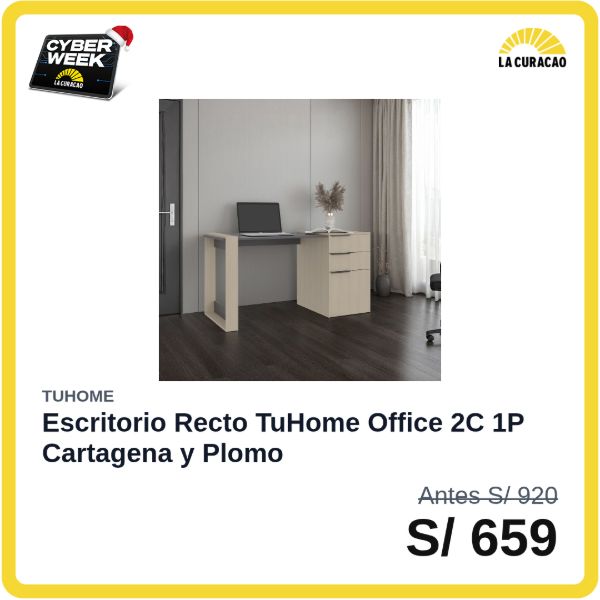 CYBER
WEEK
LA CURACAO
LA CURACAO
TUHOME
Escritorio Recto TuHome Office 2C 1P
Cartagena y Plomo
Antes S/ 920
S/ 659